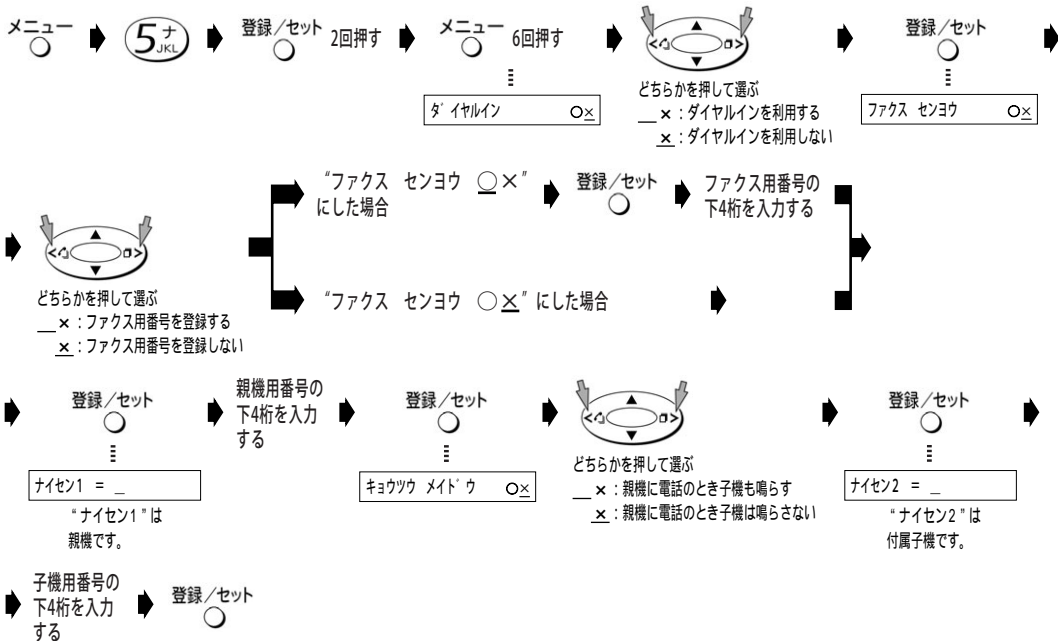 メニュー
5ナ
JKL
登録／セット 2回押す
メニュー 6回押す
ダイヤルイン ○×
どちらかを押して選ぶ
＿×：ダイヤルインを利用する
×：ダイヤルインを利用しない
登録／セット
ファクス センヨウ ○×
どちらかを押して選ぶ
＿×：ファクス用番号を登録する
×：ファクス用番号を登録しない
“ファクス センヨウ ○×”
にした場合
登録／セット
ファクス用番号の
下4桁を入力する
“ファクス センヨウ ○×”にした場合
登録／セット
ナイセン1 = _
“ナイセン1”は
親機です。
親機用番号の
下4桁を入力
する
登録／セット
キョウツウ メイドウ ○×
どちらかを押して選ぶ
＿×：親機に電話のとき子機も鳴らす
×：親機に電話のとき子機は鳴らさない
登録／セット
ナイセン2 = _
“ナイセン2”は
付属子機です。
子機用番号の
下4桁を入力
する
登録／セット